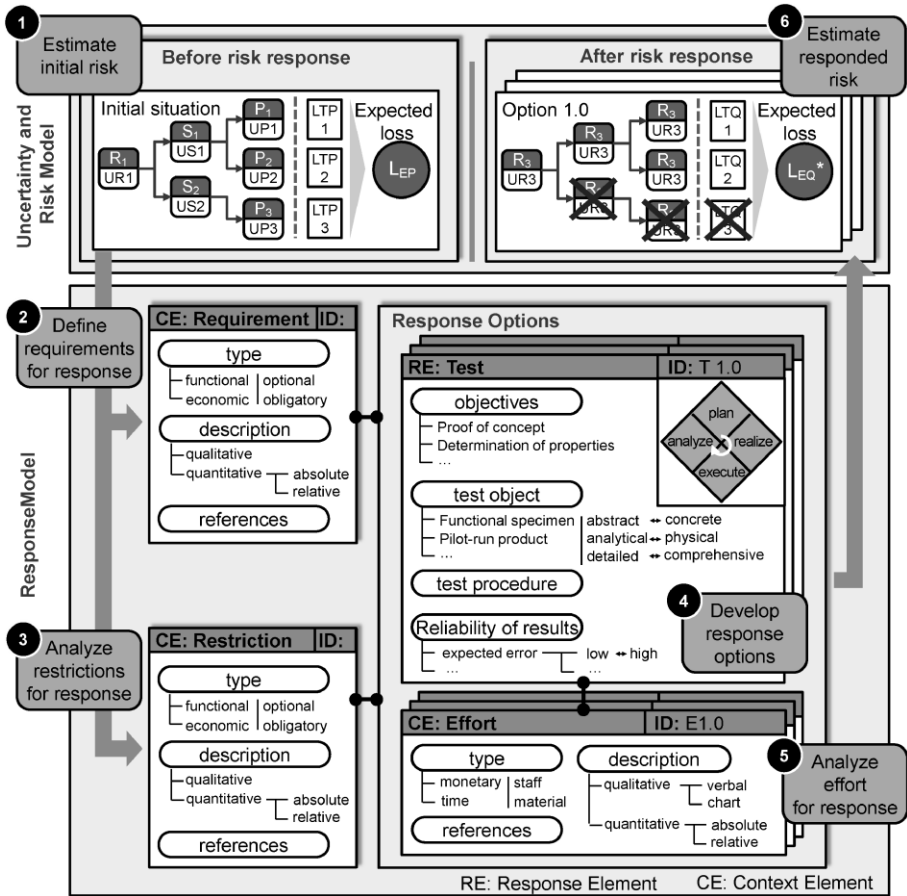 1
Estimate
initial risk
Before risk response
After risk response
6
Estimate
responded
risk
Uncertainty and
Risk Model
Initial situation
R1
UR1
S1
US1
S2
US2
P1
UP1
P2
UP2
P3
UP3
LTP
1
LTP
2
LTP
3
Expected
loss
LEP
Option 1.0
R3
UR3
R3
UR3
R
UR3
R3
UR3
R3
UR3
R
UR3
LTQ
1
LTQ
2
LTQ
3
Expected
loss
LEQ*
ResponseModel
2
Define
requirements
for response
CE: Requirement ID:
type
functional optional
economic obligatory
description
qualitative
quantitative absolute
relative
references
3
Analyze
restrictions
for response
CE: Restriction ID:
type
functional optional
economic obligatory
description
qualitative
quantitative absolute
relative
references
Response Options
RE: Test ID: T 1.0
plan
analyze realize
execute
objectives
Proof of concept
Determination of properties
...
test object
Functional specimen abstract ↔ concrete
Pilot-run product analytical ↔ physical
... detailed ↔ comprehensive
test procedure
Reliability of results
expected error low ↔ high
... ...
4
Develop
response
options
CE: Effort ID: E1.0
type
monetary staff
time material
references
description
qualitative verbal
chart
quantitative absolute
relative
5
Analyze
effort
for response
RE: Response Element CE: Context Element